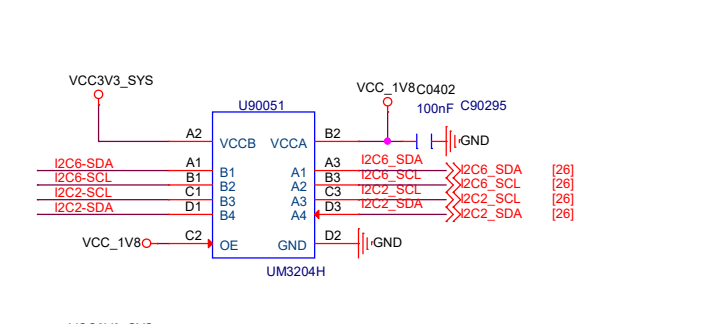 VCC3V3_SYS
VCC_1V8 C0402
U90051
100nF C90295
A2 VCCB VCCA B2 GND
I2C6-SDA A1 B1 A1 A3 I2C6_SDA I2C6_SDA [26]
I2C6-SCL B1 B2 A2 B3 I2C6_SCL I2C6_SCL [26]
I2C2-SCL C1 B3 A3 C3 I2C2_SCL I2C2_SCL [26]
I2C2-SDA D1 B4 A4 D3 I2C2_SDA I2C2_SDA [26]
VCC_1V8 C2 OE GND D2 GND
UM3204H